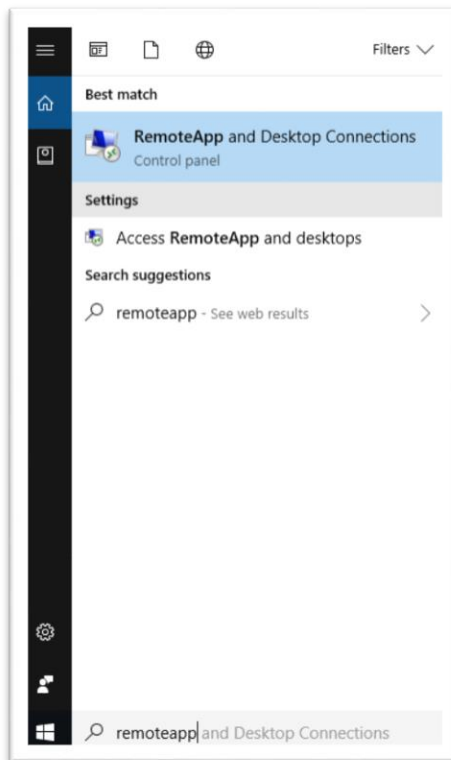 Filters
Best match
RemoteApp and Desktop Connections
Control panel
Settings
Access RemoteApp and desktops
Search suggestions
remoteapp - See web results
remoteapp and Desktop Connections